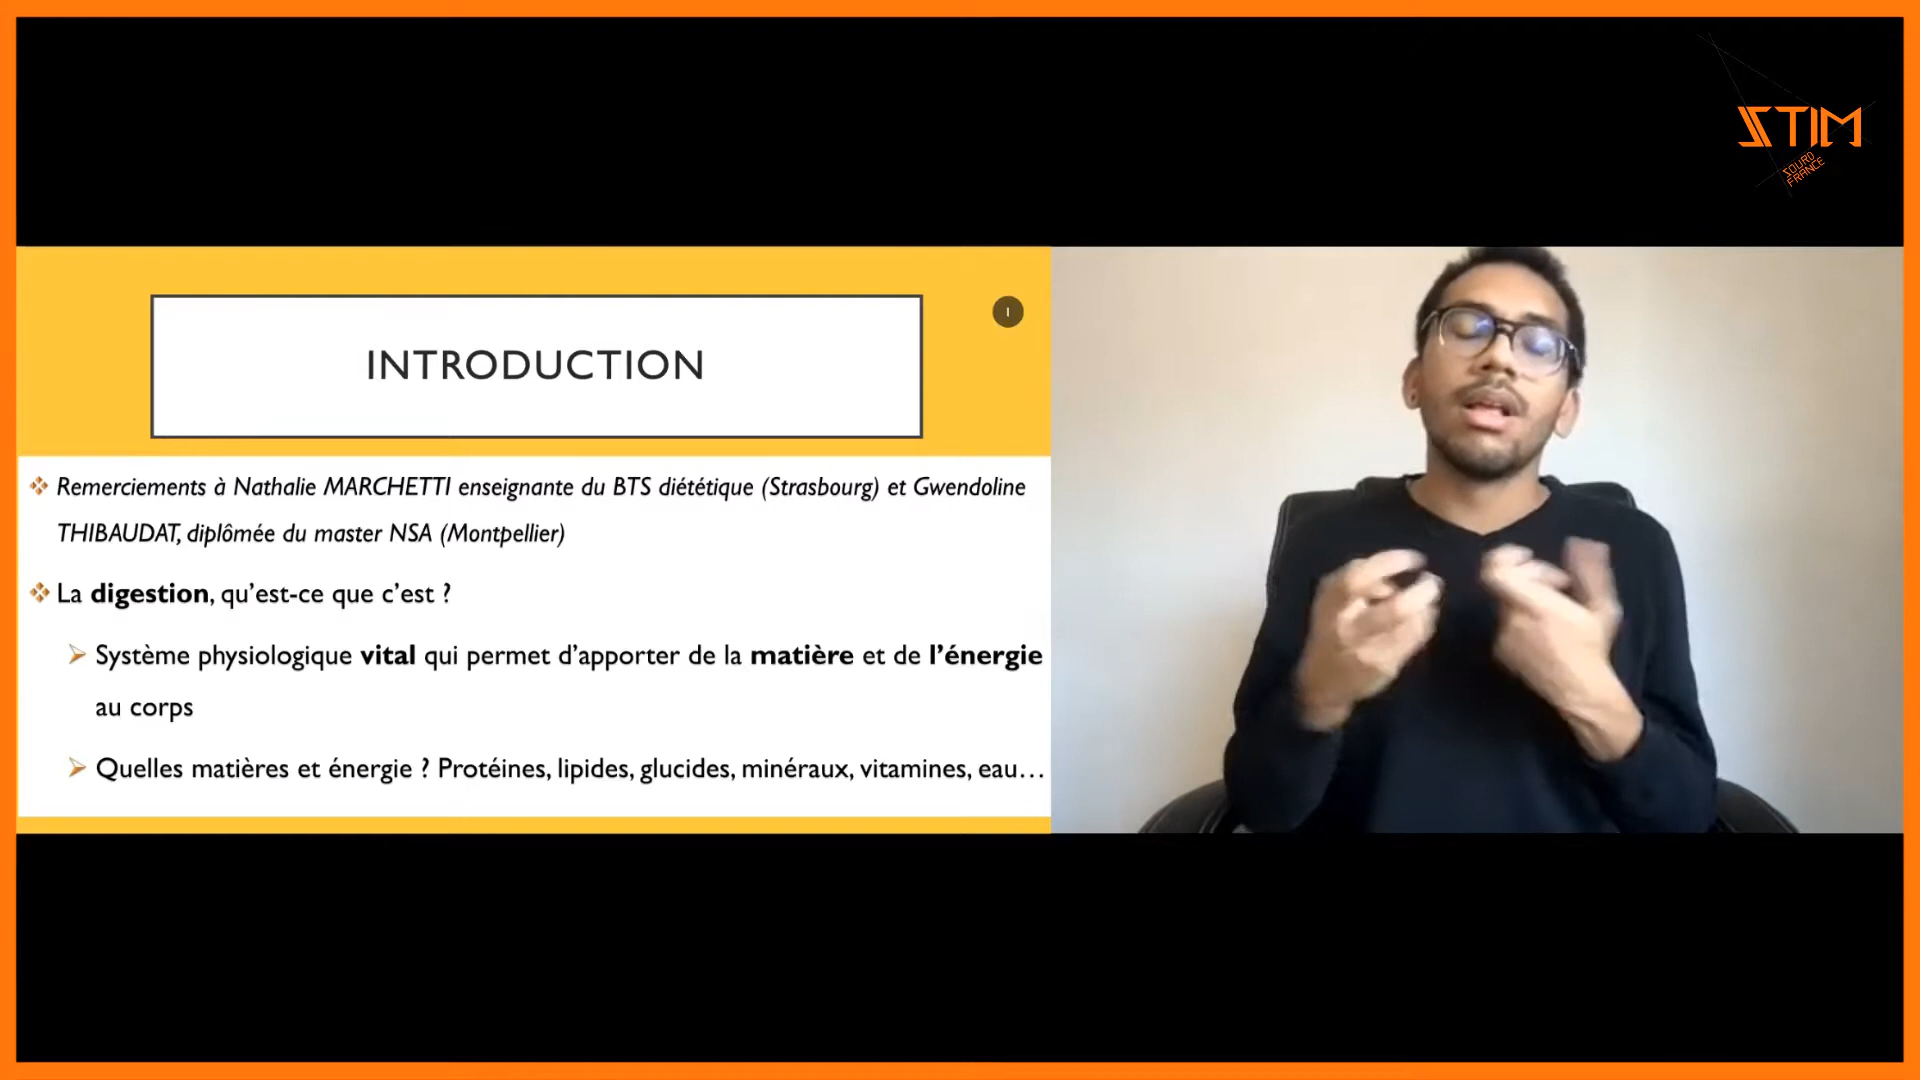 STIM
SOURD
FRANCE
INTRODUCTION
1
Remerciements à Nathalie MARCHETTI enseignante du BTS diététique (Strasbourg) et Gwendoline
THIBAUDAT, diplômée du master NSA (Montpellier)
La digestion, qu’est-ce que c’est ?
Système physiologique vital qui permet d’apporter de la matière et de l’énergie
au corps
Quelles matières et énergie ? Protéines, lipides, glucides, minéraux, vitamines, eau…